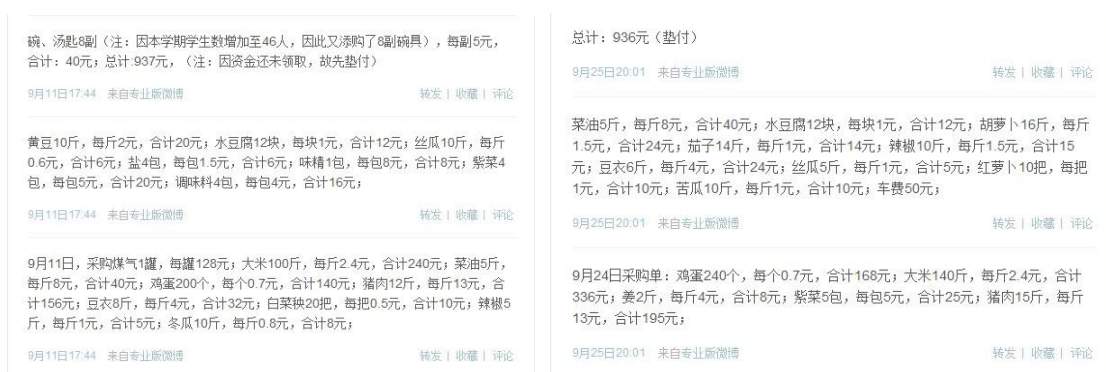 碗、汤匙8副（注：因本学期学生数增加至46人，因此又添购了8副碗具），每副5元，
合计：40元；总计:937元，（注：因资金还未领取，故先垫付）
9月11日17:44 来自专业版微博
转发 | 收藏 | 评论
黄豆10斤，每斤2元，合计20元；水豆腐12块，每块1元，合计12元；丝瓜10斤，每斤
0.6元，合计6元；盐4包，每包1.5元，合计6元；味精1包，每包8元，合计8元；紫菜4
包，每包5元，合计20元；调味料4包，每包4元，合计16元；
9月11日17:44 来自专业版微博
转发 | 收藏 | 评论
9月11日，采购煤气1罐，每罐128元；大米100斤，每斤2.4元，合计240元；菜油5斤，
每斤8元，合计40元；鸡蛋200个，每个0.7元，合计140元；猪肉12斤，每斤13元，合
计156元；豆衣8斤，每斤4元，合计32元；白菜秧20把，每把0.5元，合计10元；辣椒5
斤，每斤1元，合计5元；冬瓜10斤，每斤0.8元，合计8元；
9月11日17:44 来自专业版微博
转发 | 收藏 | 评论
总计：936元（垫付）
9月25日20:01 来自专业版微博
转发 | 收藏 | 评论
菜油5斤，每斤8元，合计40元；水豆腐12块，每块1元，合计12元；胡萝卜16斤，每斤
1.5元，合计24元；茄子14斤，每斤1元，合计14元；辣椒10斤，每斤1.5元，合计15
元；豆衣6斤，每斤4元，合计24元；丝瓜5斤，每斤1元，合计5元；红萝卜10把，每把
1元，合计10元；苦瓜10斤，每斤1元，合计10元；车费50元；
9月25日20:01 来自专业版微博
转发 | 收藏 | 评论
9月24日采购单：鸡蛋240个，每个0.7元，合计168元；大米140斤，每斤2.4元，合计
336元；姜2斤，每斤4元，合计8元；紫菜5包，每包5元，合计25元；猪肉15斤，每斤
13元，合计195元；
9月25日20:01 来自专业版微博
转发 | 收藏 | 评论